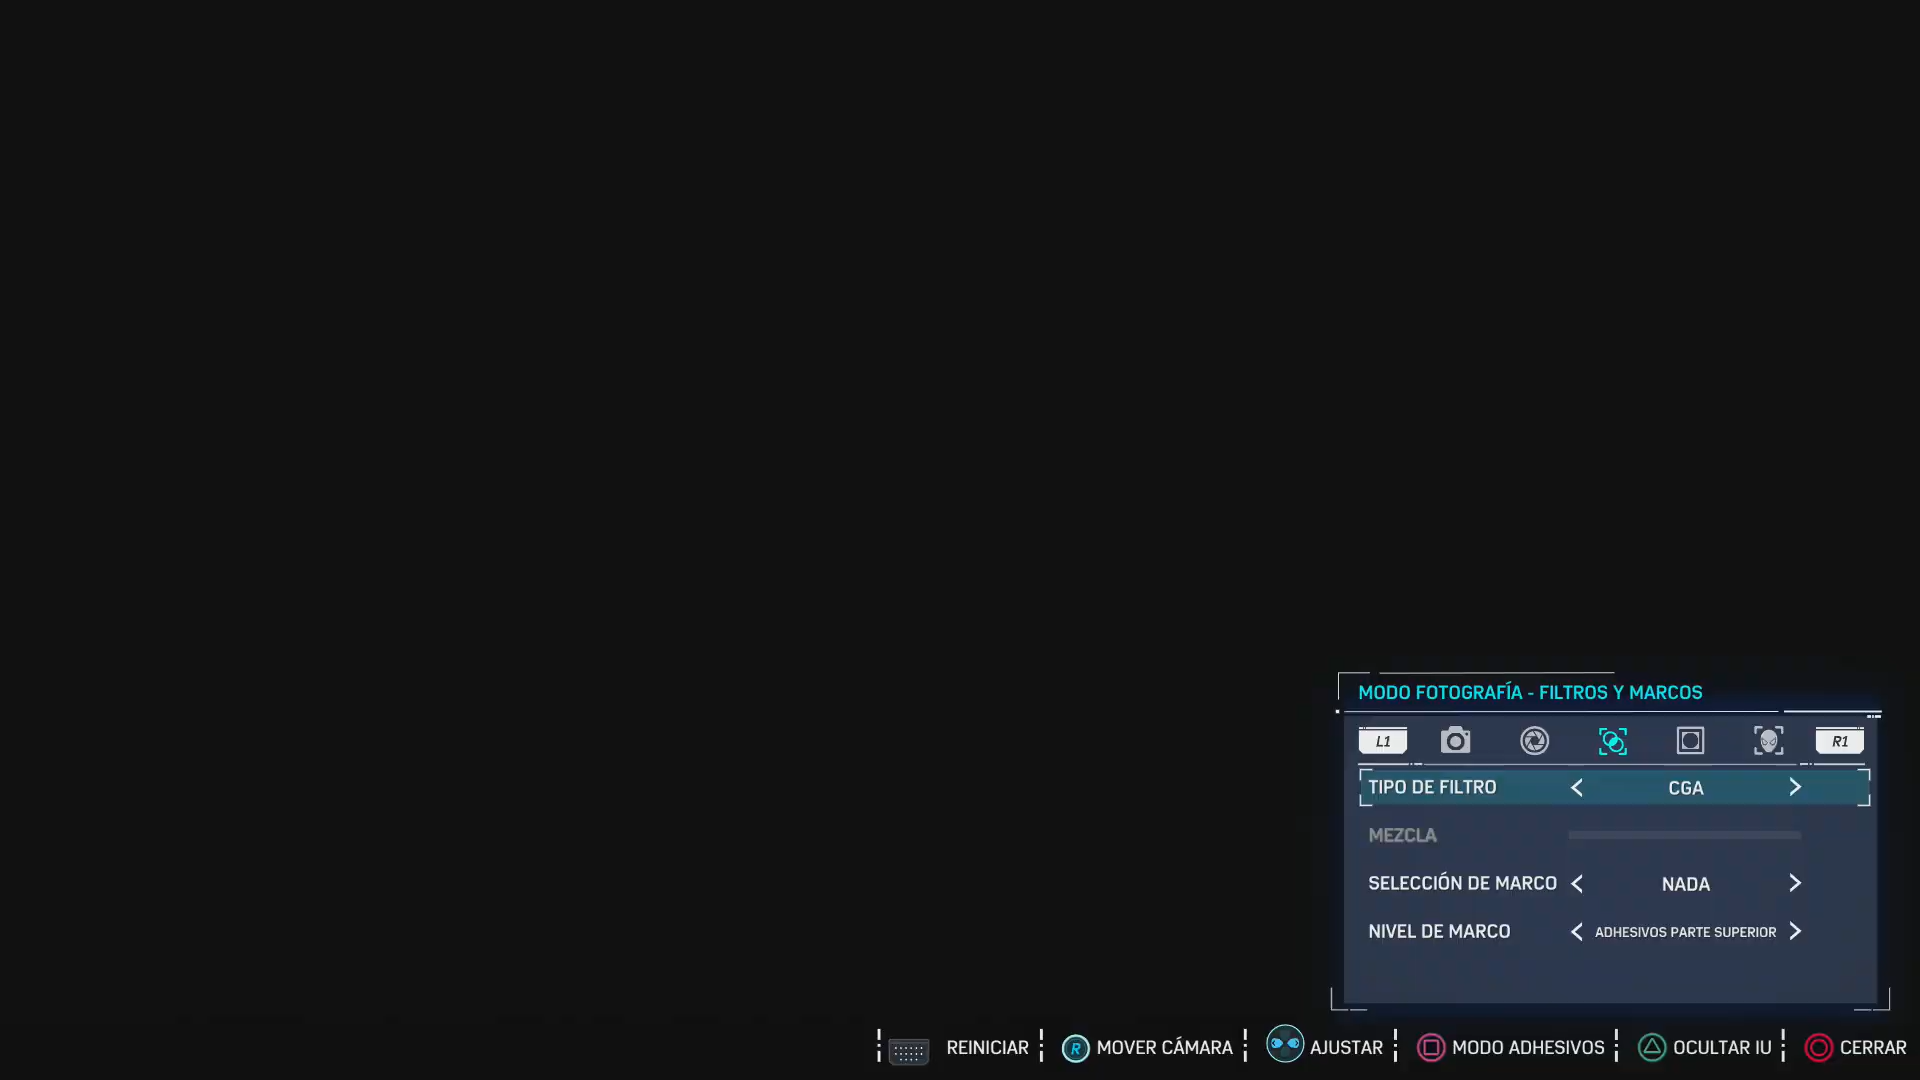 MODO FOTOGRAFÍA - FILTROS Y MARCOS
L1 R1
TIPO DE FILTRO CGA
MEZCLA
SELECCIÓN DE MARCO NADA
NIVEL DE MARCO ADHESIVOS PARTE SUPERIOR
REINICIAR R MOVER CÁMARA AJUSTAR MODO ADHESIVOS OCULTAR IU CERRAR